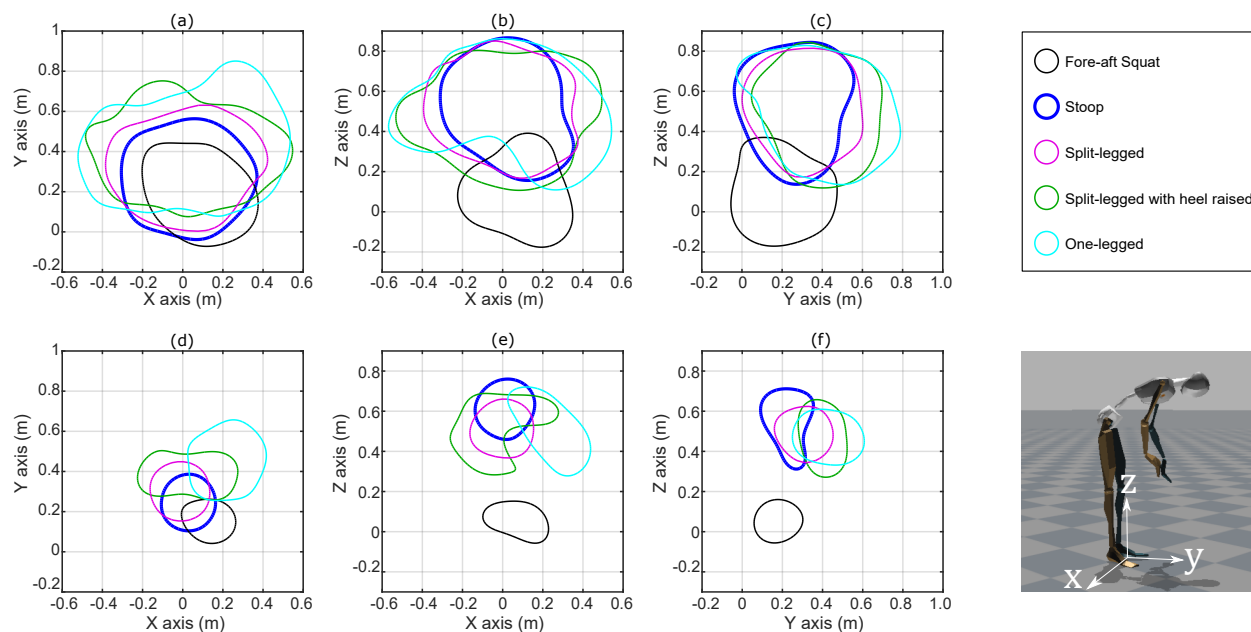 (a)
1
0.8
0.6
0.4
0.2
0
-0.2
Y axis (m)
-0.6 -0.4 -0.2 0 0.2 0.4 0.6
X axis (m)
(b)
0.8
0.6
0.4
0.2
0
-0.2
Z axis (m)
-0.6 -0.4 -0.2 0 0.2 0.4 0.6
X axis (m)
(c)
0.8
0.6
0.4
0.2
0
-0.2
Z axis (m)
-0.2 0 0.2 0.4 0.6 0.8 1.0
Y axis (m)
Fore-aft Squat
Stoop
Split-legged
Split-legged with heel raised
One-legged
(d)
1
0.8
0.6
0.4
0.2
0
-0.2
Y axis (m)
-0.6 -0.4 -0.2 0 0.2 0.4 0.6
X axis (m)
(e)
0.8
0.6
0.4
0.2
0
-0.2
Z axis (m)
-0.6 -0.4 -0.2 0 0.2 0.4 0.6
X axis (m)
(f)
0.8
0.6
0.4
0.2
0
-0.2
Z axis (m)
-0.2 0 0.2 0.4 0.6 0.8 1.0
Y axis (m)
z
y
x